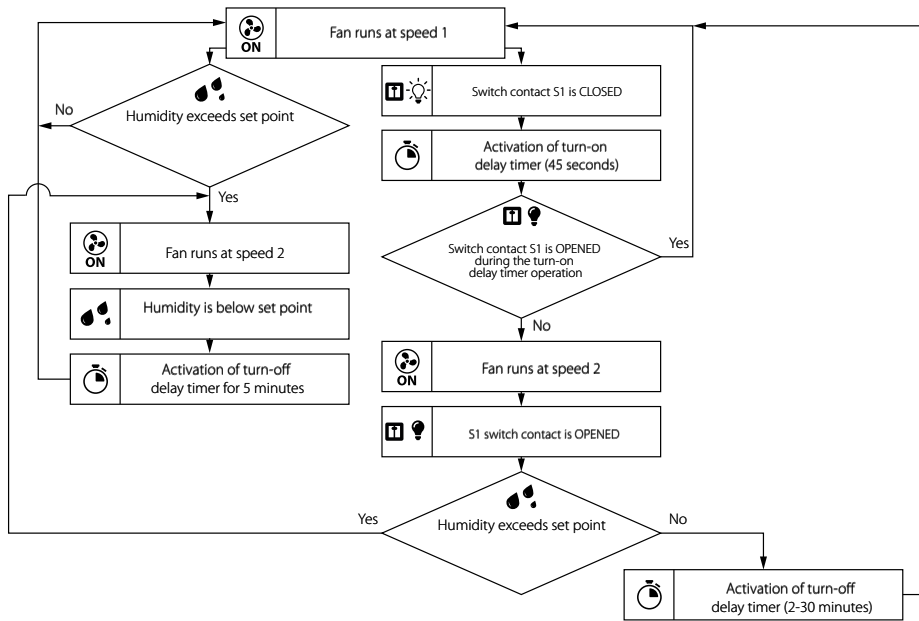 ON
Fan runs at speed 1
Humidity exceeds set point
No
Yes
ON
Fan runs at speed 2
Humidity is below set point
Activation of turn-off
delay timer for 5 minutes
Switch contact S1 is CLOSED
Activation of turn-on
delay timer (45 seconds)
Switch contact S1 is OPENED
during the turn-on
delay timer operation
Yes
No
ON
Fan runs at speed 2
S1 switch contact is OPENED
Humidity exceeds set point
Yes
No
Activation of turn-off
delay timer (2-30 minutes)